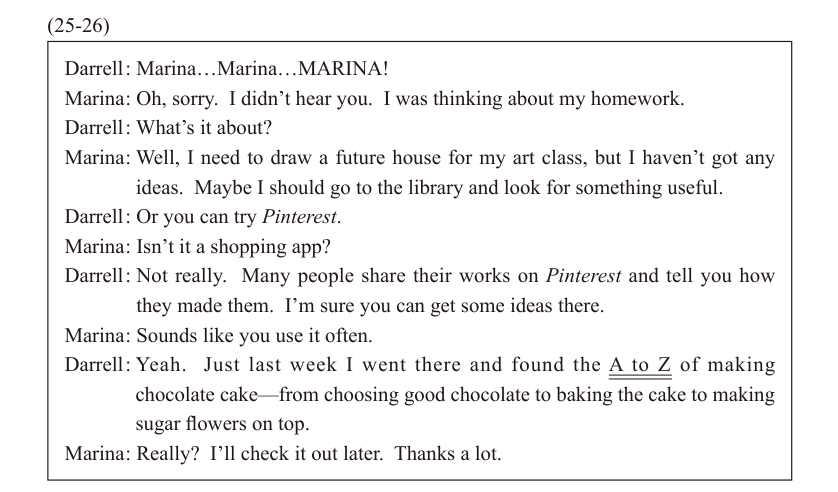 (25-26)
Darrell: Marina…Marina…MARINA!
Marina: Oh, sorry.  I didn’t hear you.  I was thinking about my homework.
Darrell: What’s it about?
Marina: Well, I need to draw a future house for my art class, but I haven’t got any
ideas.  Maybe I should go to the library and look for something useful.
Darrell: Or you can try Pinterest.
Marina: Isn’t it a shopping app?
Darrell: Not really.  Many people share their works on Pinterest and tell you how
they made them.  I’m sure you can get some ideas there.
Marina: Sounds like you use it often.
Darrell: Yeah.  Just last week I went there and found the A to Z of making
chocolate cake—from choosing good chocolate to baking the cake to making
sugar flowers on top.
Marina: Really?  I’ll check it out later.  Thanks a lot.